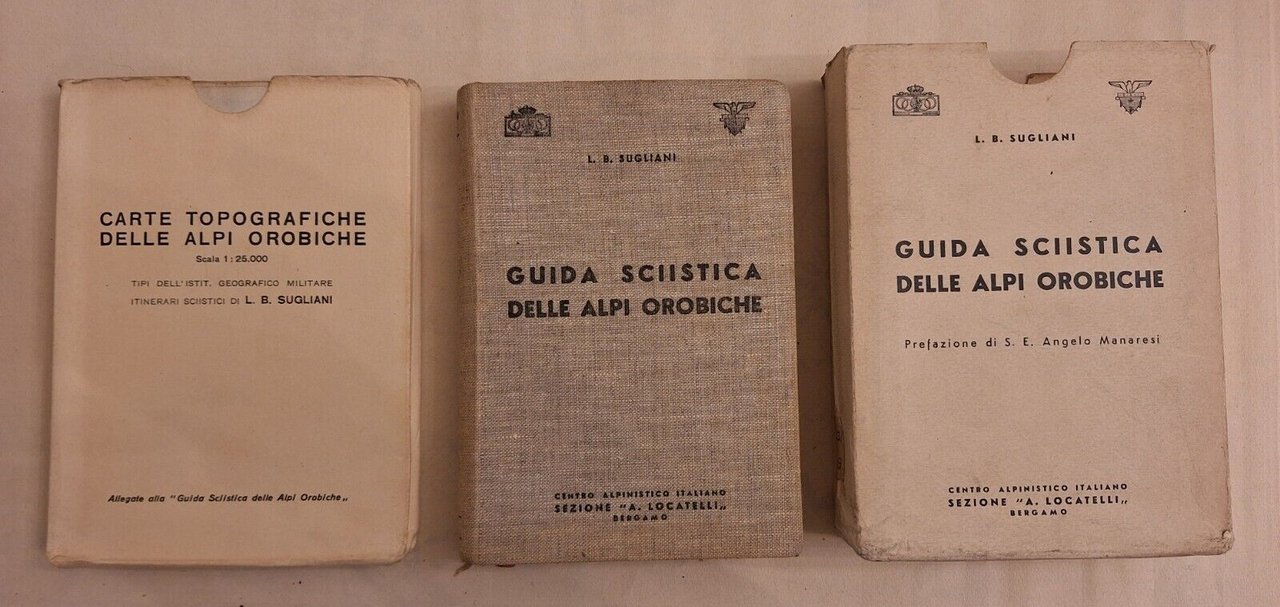 CARTE TOPOGRAFICHE
DELLE ALPI OROBICHE
Scala 1 : 25.000
TIPI DELL'ISTIT. GEOGRAFICO MILITARE
ITINERARI SCIISTICI DI L. B. SUGLIANI
Allegate alla "Guida Sciistica delle Alpi Orobiche„
L. B. SUGLIANI
GUIDA SCIISTICA
DELLE ALPI OROBICHE
CENTRO ALPINISTICO ITALIANO
SEZIONE "A. LOCATELLI„
BERGAMO
L. B. SUGLIANI
GUIDA SCIISTICA
DELLE ALPI OROBICHE
Prefazione di S. E. Angelo Manaresi
CENTRO ALPINISTICO ITALIANO
SEZIONE "A. LOCATELLI„
BERGAMO